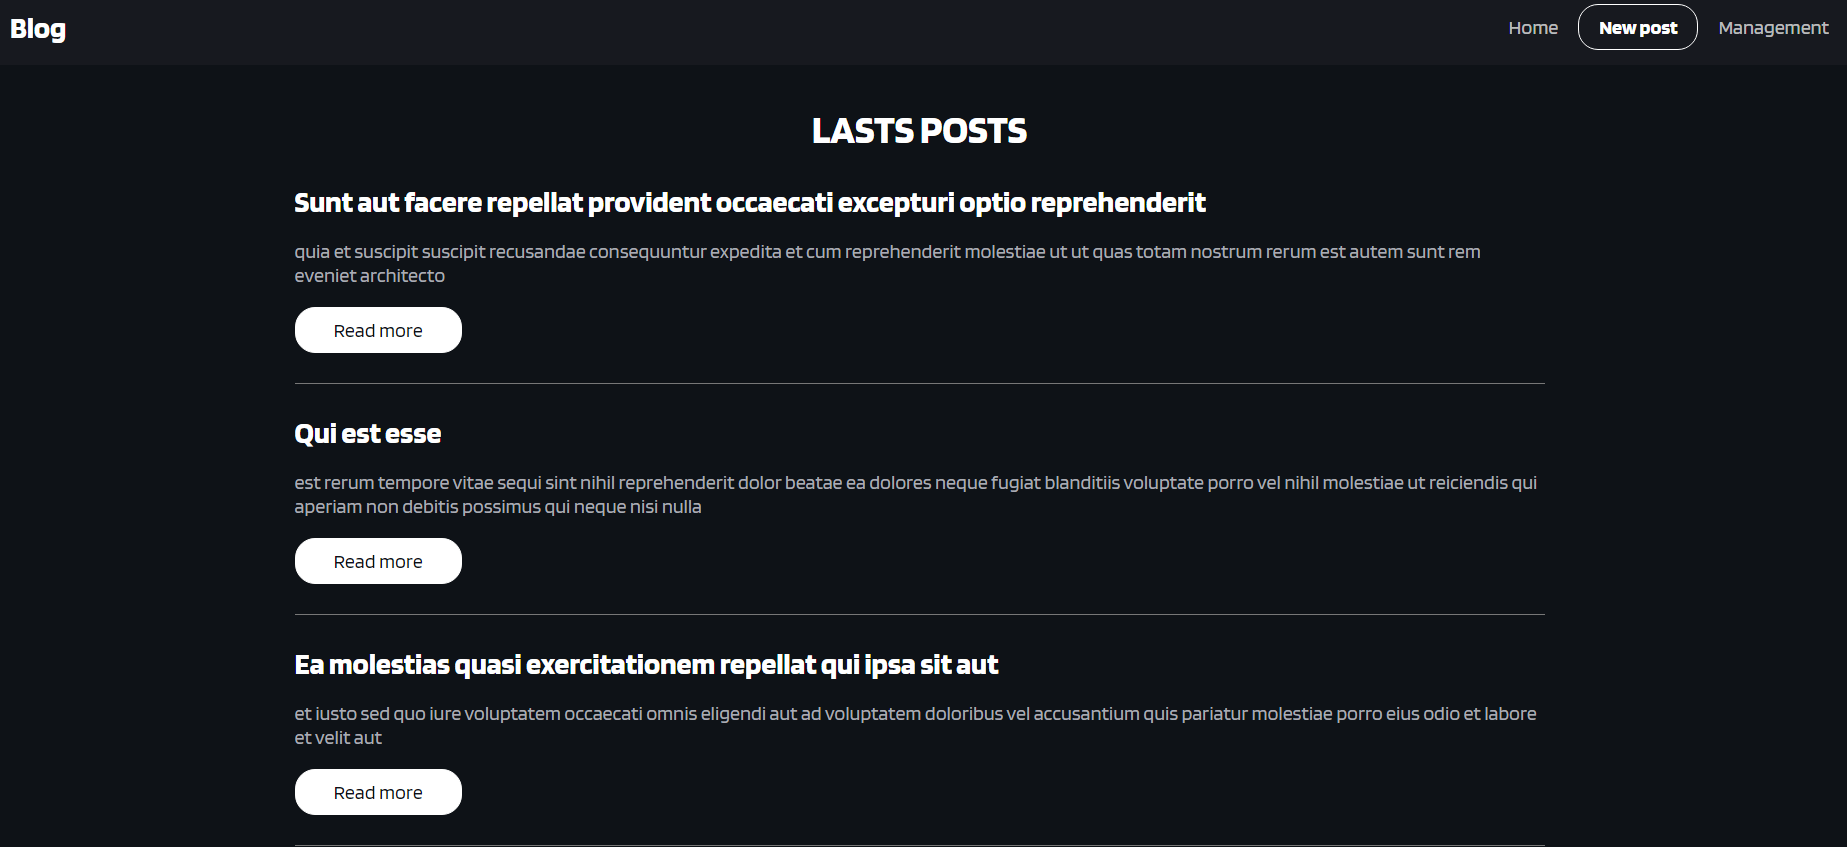 Blog
Home
New post
Management
LASTS POSTS
Sunt aut facere repellat provident occaecati excepturi optio reprehenderit
quia et suscipit suscipit recusandae consequuntur expedita et cum reprehenderit molestiae ut ut quas totam nostrum rerum est autem sunt rem
eveniet architecto
Read more
Qui est esse
est rerum tempore vitae sequi sint nihil reprehenderit dolor beatae ea dolores neque fugiat blanditiis voluptate porro vel nihil molestiae ut reiciendis qui
aperiam non debitis possimus qui neque nisi nulla
Read more
Ea molestias quasi exercitationem repellat qui ipsa sit aut
et iusto sed quo iure voluptatem occaecati omnis eligendi aut ad voluptatem doloribus vel accusantium quis pariatur molestiae porro eius odio et labore
et velit aut
Read more